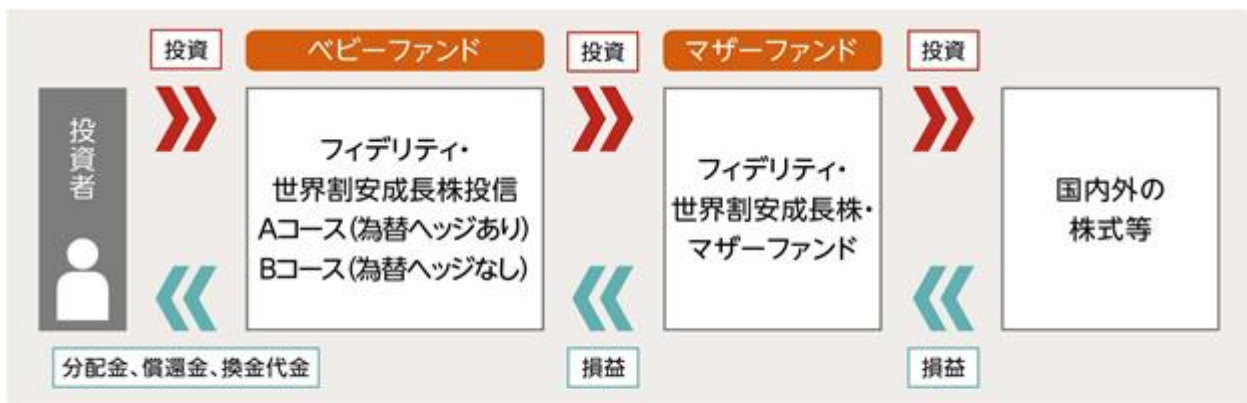 投資
ベビーファンド
投資
マザーファンド
投資
投資者
フィデリティ・
世界割安成長株投信
Aコース(為替ヘッジあり)
Bコース(為替ヘッジなし)
フィデリティ・
世界割安成長株・
マザーファンド
国内外の
株式等
分配金、償還金、換金代金
損益
損益